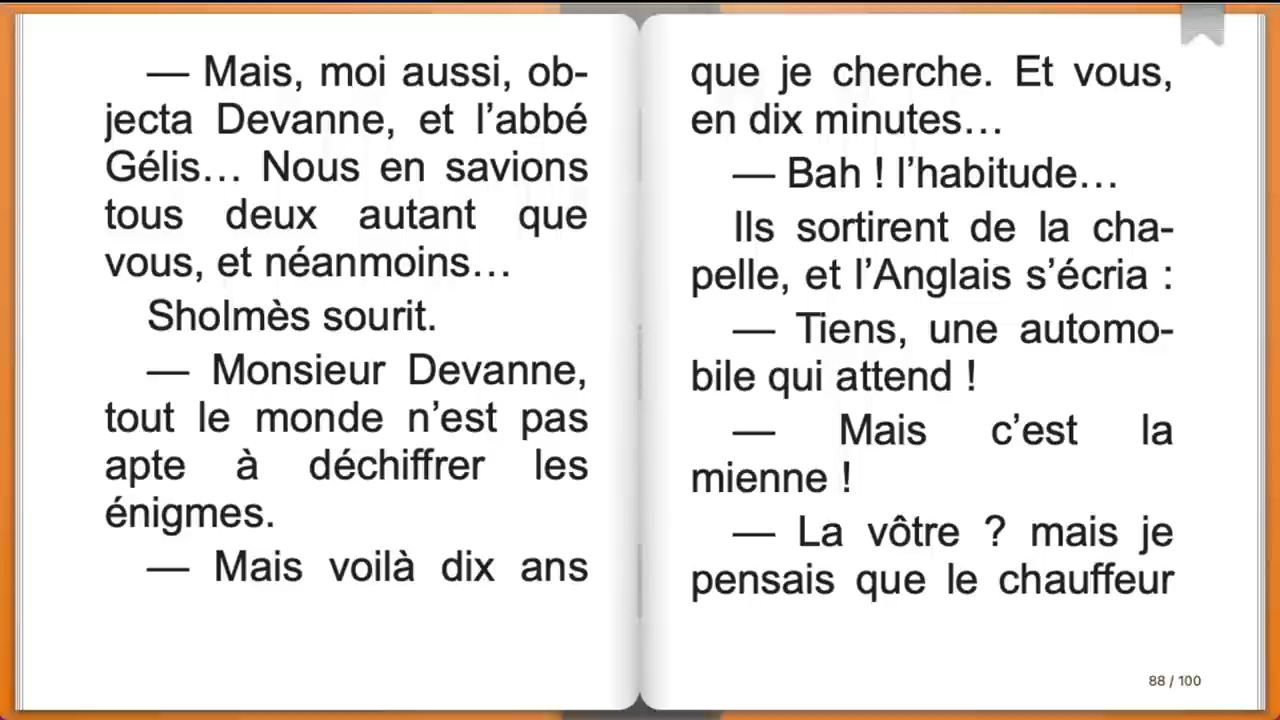 — Mais, moi aussi, ob-
jecta Devanne, et l’abbé
Gélis… Nous en savions
tous deux autant que
vous, et néanmoins…
Sholmès sourit.
— Monsieur Devanne,
tout le monde n’est pas
apte à déchiffrer les
énigmes.
— Mais voilà dix ans
que je cherche. Et vous,
en dix minutes…
— Bah ! l’habitude…
Ils sortirent de la cha-
pelle, et l’Anglais s’écria :
— Tiens, une automo-
bile qui attend !
— Mais c’est la
mienne !
— La vôtre ? mais je
pensais que le chauffeur
88 / 100